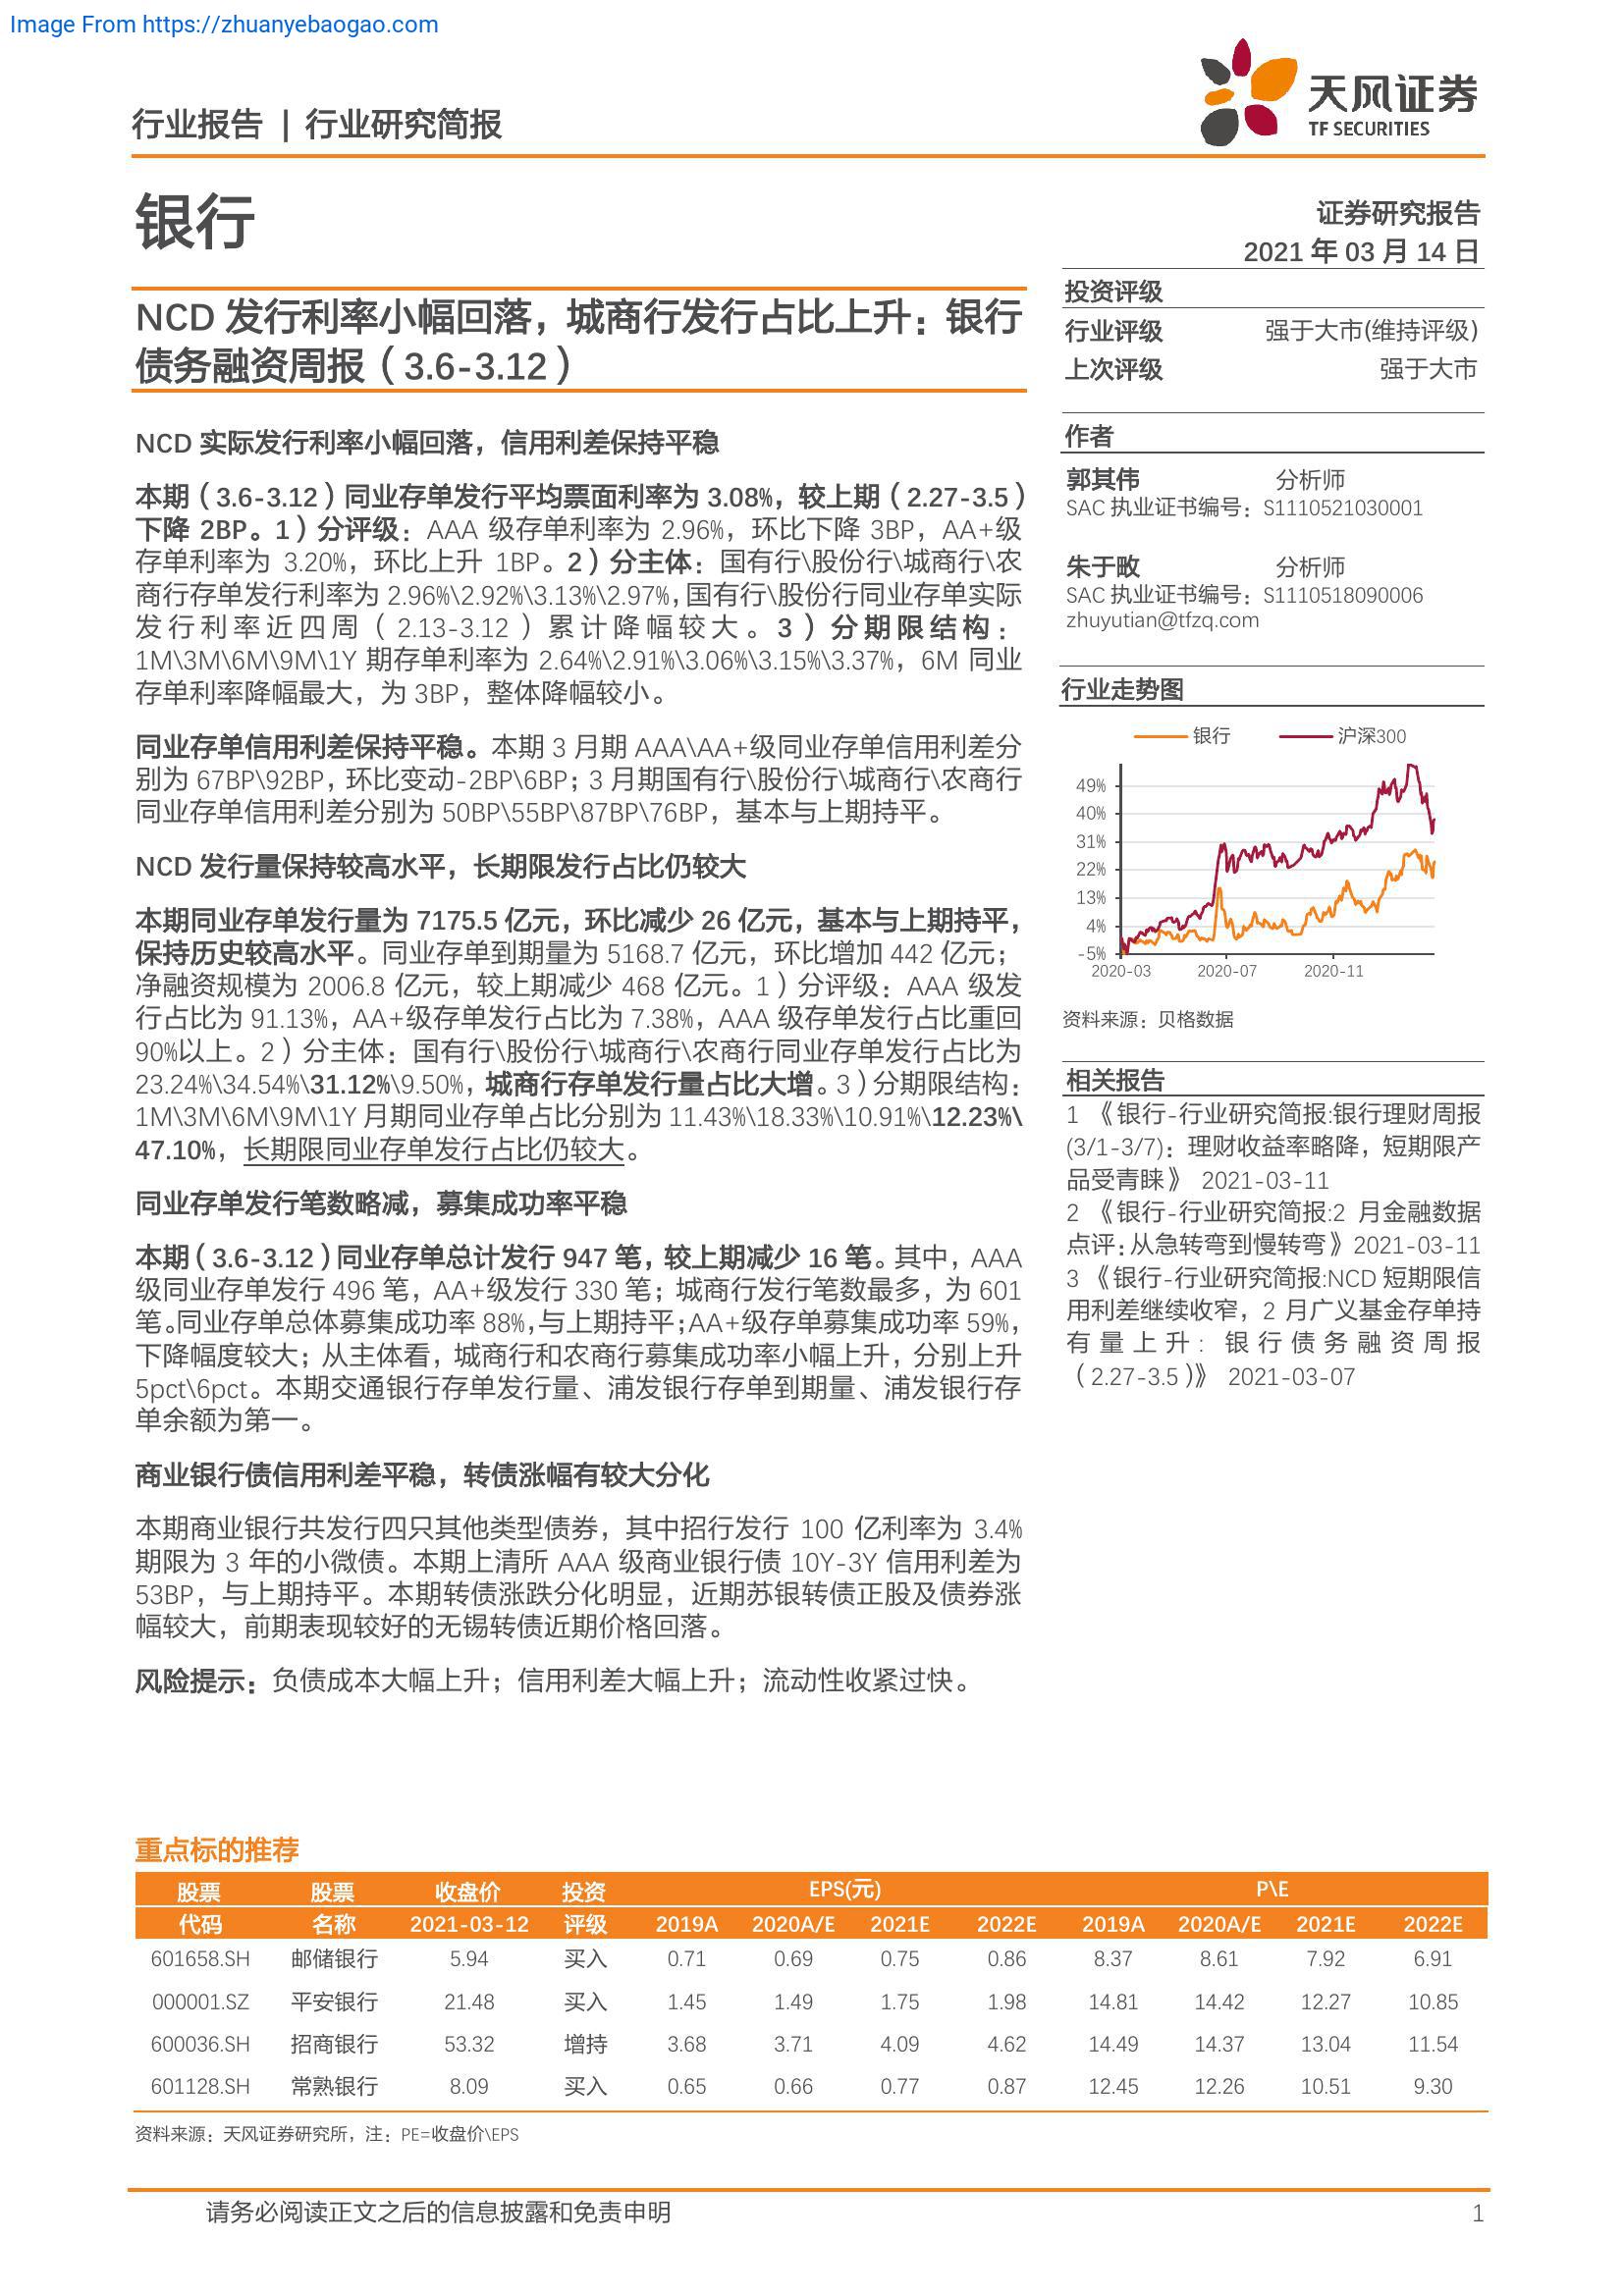 Image From https://zhuanyebaogao.com
行业报告 | 行业研究简报
天风证券
TF SECURITIES
银行
证券研究报告
2021 年 03 月 14 日
NCD 发行利率小幅回落，城商行发行占比上升：银行
债务融资周报（3.6-3.12）
NCD 实际发行利率小幅回落，信用利差保持平稳
本期（3.6-3.12）同业存单发行平均票面利率为 3.08%，较上期（2.27-3.5）
下降 2BP。1）分评级：AAA 级存单利率为 2.96%，环比下降 3BP，AA+级
存单利率为 3.20%，环比上升 1BP。2）分主体：国有行\股份行\城商行\农
商行存单发行利率为 2.96%\2.92%\3.13%\2.97%，国有行\股份行同业存单实际
发行利率近四周（2.13-3.12）累计降幅较大。3）分期限结构：
1M\3M\6M\9M\1Y 期存单利率为 2.64%\2.91%\3.06%\3.15%\3.37%，6M 同业
存单利率降幅最大，为 3BP，整体降幅较小。
同业存单信用利差保持平稳。本期 3 月期 AAA\AA+级同业存单信用利差分
别为 67BP\92BP，环比变动-2BP\6BP；3 月期国有行\股份行\城商行\农商行
同业存单信用利差分别为 50BP\55BP\87BP\76BP，基本与上期持平。
NCD 发行量保持较高水平，长期限发行占比仍较大
本期同业存单发行量为 7175.5 亿元，环比减少 26 亿元，基本与上期持平，
保持历史较高水平。同业存单到期量为 5168.7 亿元，环比增加 442 亿元；
净融资规模为 2006.8 亿元，较上期减少 468 亿元。1）分评级：AAA 级发
行占比为 91.13%，AA+级存单发行占比为 7.38%，AAA 级存单发行占比重回
90%以上。2）分主体：国有行\股份行\城商行\农商行同业存单发行占比为
23.24%\34.54%\31.12%\9.50%，城商行存单发行量占比大增。3）分期限结构：
1M\3M\6M\9M\1Y 月期同业存单占比分别为 11.43%\18.33%\10.91%\12.23%\
47.10%，长期限同业存单发行占比仍较大。
同业存单发行笔数略减，募集成功率平稳
本期（3.6-3.12）同业存单总计发行 947 笔，较上期减少 16 笔。其中，AAA
级同业存单发行 496 笔，AA+级发行 330 笔；城商行发行笔数最多，为 601
笔。同业存单总体募集成功率 88%，与上期持平；AA+级存单募集成功率 59%，
下降幅度较大；从主体看，城商行和农商行募集成功率小幅上升，分别上升
5pct\6pct。本期交通银行存单发行量、浦发银行存单到期量、浦发银行存
单余额为第一。
商业银行债信用利差平稳，转债涨幅有较大分化
本期商业银行共发行四只其他类型债券，其中招行发行 100 亿利率为 3.4%
期限为 3 年的小微债。本期上清所 AAA 级商业银行债 10Y-3Y 信用利差为
53BP，与上期持平。本期转债涨跌分化明显，近期苏银转债正股及债券涨
幅较大，前期表现较好的无锡转债近期价格回落。
风险提示：负债成本大幅上升；信用利差大幅上升；流动性收紧过快。
投资评级
行业评级 强于大市(维持评级)
上次评级 强于大市
作者
郭其伟 分析师
SAC 执业证书编号：S1110521030001
朱于畋 分析师
SAC 执业证书编号：S1110518090006
zhuyutian@tfzq.com
行业走势图
银行 沪深300
49%
40%
31%
22%
13%
4%
-5%
2020-03 2020-07 2020-11
资料来源：贝格数据
相关报告
1 《银行-行业研究简报:银行理财周报
(3/1-3/7)：理财收益率略降，短期限产
品受青睐》 2021-03-11
2 《银行-行业研究简报:2 月金融数据
点评:从急转弯到慢转弯》 2021-03-11
3 《银行-行业研究简报:NCD 短期限信
用利差继续收窄，2 月广义基金存单持
有量上升：银行债务融资周报
（2.27-3.5）》 2021-03-07
重点标的推荐
股票 股票 收盘价 投资 EPS(元) P\E
代码 名称 2021-03-12 评级 2019A 2020A/E 2021E 2022E 2019A 2020A/E 2021E 2022E
601658.SH 邮储银行 5.94 买入 0.71 0.69 0.75 0.86 8.37 8.61 7.92 6.91
000001.SZ 平安银行 21.48 买入 1.45 1.49 1.75 1.98 14.81 14.42 12.27 10.85
600036.SH 招商银行 53.32 增持 3.68 3.71 4.09 4.62 14.49 14.37 13.04 11.54
601128.SH 常熟银行 8.09 买入 0.65 0.66 0.77 0.87 12.45 12.26 10.51 9.30
资料来源：天风证券研究所，注：PE=收盘价\EPS
请务必阅读正文之后的信息披露和免责申明 1